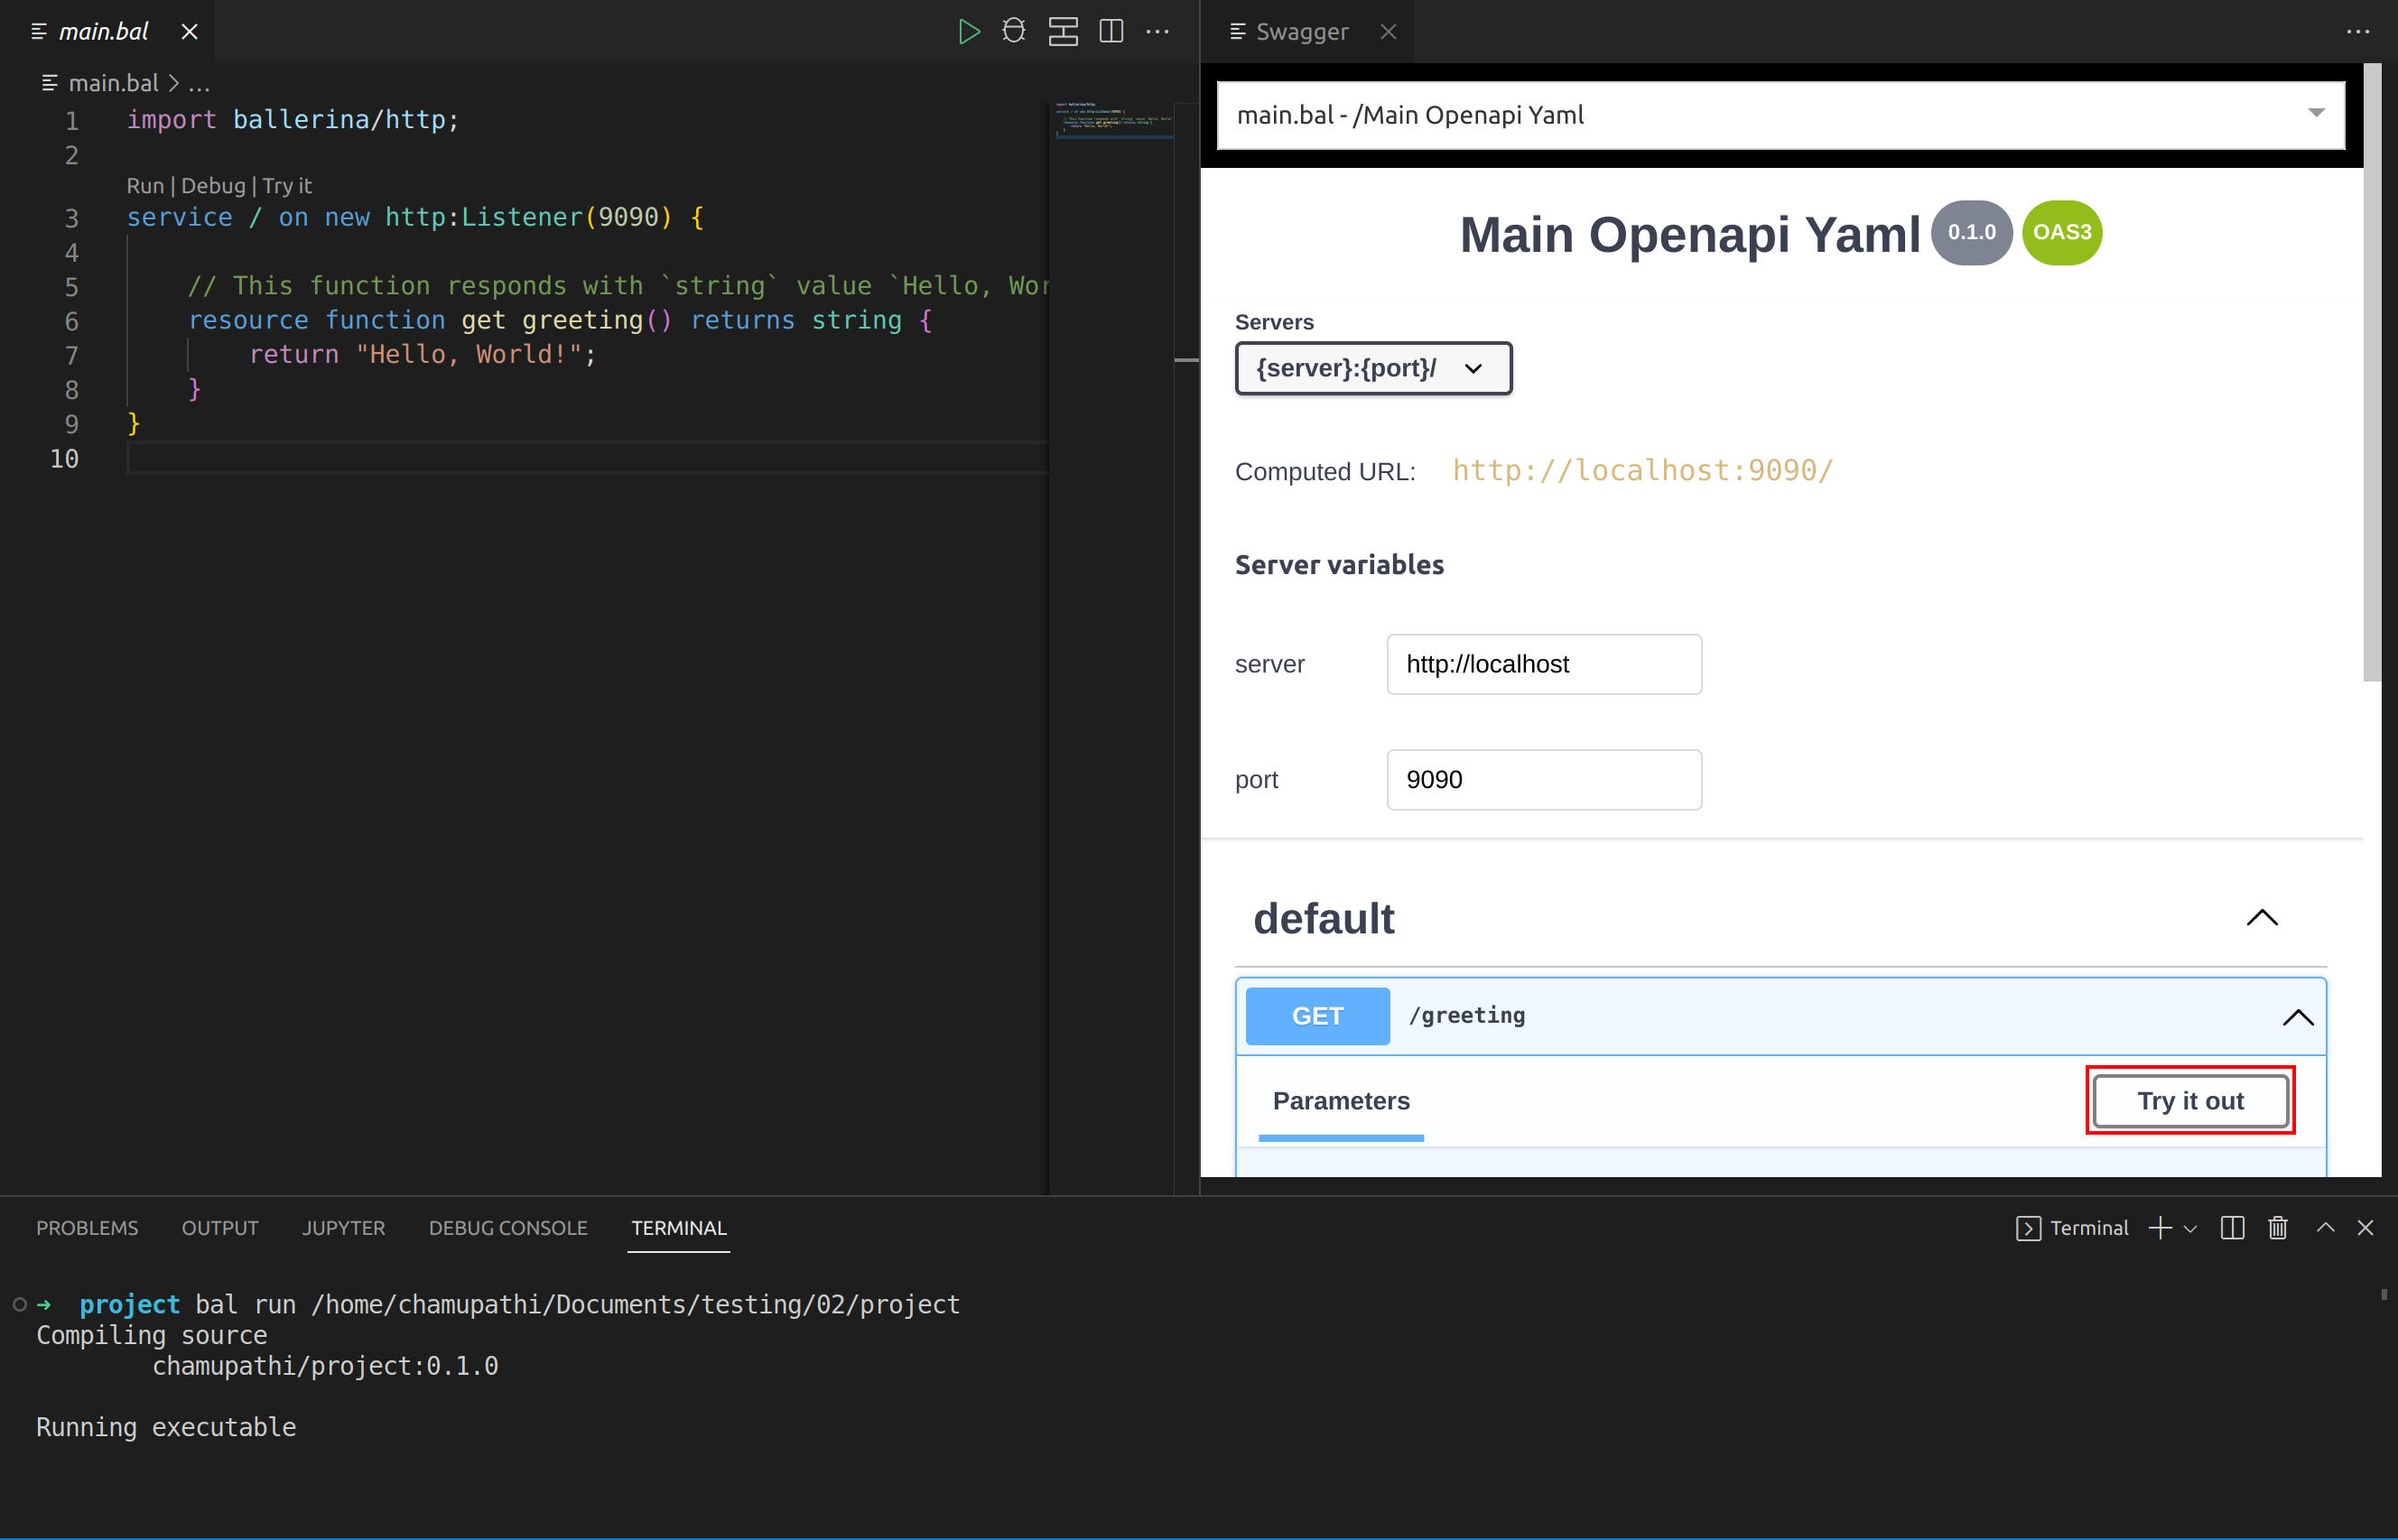 main.bal
main.bal > ...
1 import ballerina/http;
2
Run | Debug | Try it
3 service / on new http:Listener(9090) {
4
5 // This function responds with `string` value `Hello, Wor
6 resource function get greeting() returns string {
7 return "Hello, World!";
8 }
9 }
10
Swagger
main.bal - /Main Openapi Yaml
Main Openapi Yaml 0.1.0 OAS3
Servers
{server}:{port}/
Computed URL: http://localhost:9090/
Server variables
server http://localhost
port 9090
default
GET /greeting
Parameters Try it out
PROBLEMS OUTPUT JUPYTER DEBUG CONSOLE TERMINAL Terminal
→ project bal run /home/chamupathi/Documents/testing/02/project
Compiling source
chamupathi/project:0.1.0
Running executable